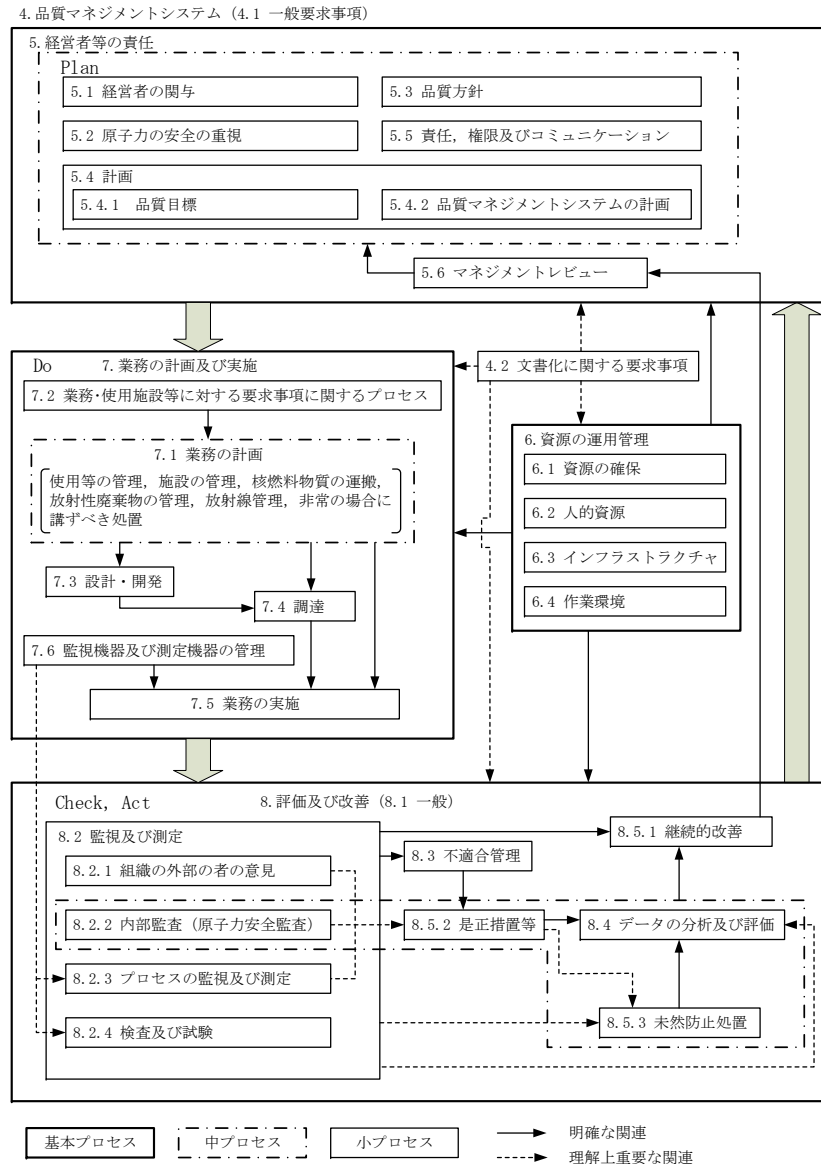 4.品質マネジメントシステム（4.1 一般要求事項）
5.経営者等の責任
Plan
5.1 経営者の関与
5.3 品質方針
5.2 原子力の安全の重視
5.5 責任，権限及びコミュニケーション
5.4 計画
5.4.1　品質目標
5.4.2 品質マネジメントシステムの計画
5.6 マネジメントレビュー
Do
7.業務の計画及び実施
7.2 業務・使用施設等に対する要求事項に関するプロセス
7.1 業務の計画
使用等の管理，施設の管理，核燃料物質の運搬，
放射性廃棄物の管理，放射線管理，非常の場合に
講ずべき処置
7.3 設計・開発
7.4 調達
7.6 監視機器及び測定機器の管理
7.5 業務の実施
4.2 文書化に関する要求事項
6.資源の運用管理
6.1 資源の確保
6.2 人的資源
6.3 インフラストラクチャ
6.4 作業環境
Check, Act
8.評価及び改善（8.1 一般）
8.2 監視及び測定
8.2.1 組織の外部の者の意見
8.2.2 内部監査（原子力安全監査）
8.2.3 プロセスの監視及び測定
8.2.4 検査及び試験
8.5.1 継続的改善
8.3 不適合管理
8.5.2 是正措置等
8.4 データの分析及び評価
8.5.3 未然防止処置
基本プロセス
中プロセス
小プロセス
明確な関連
理解上重要な関連